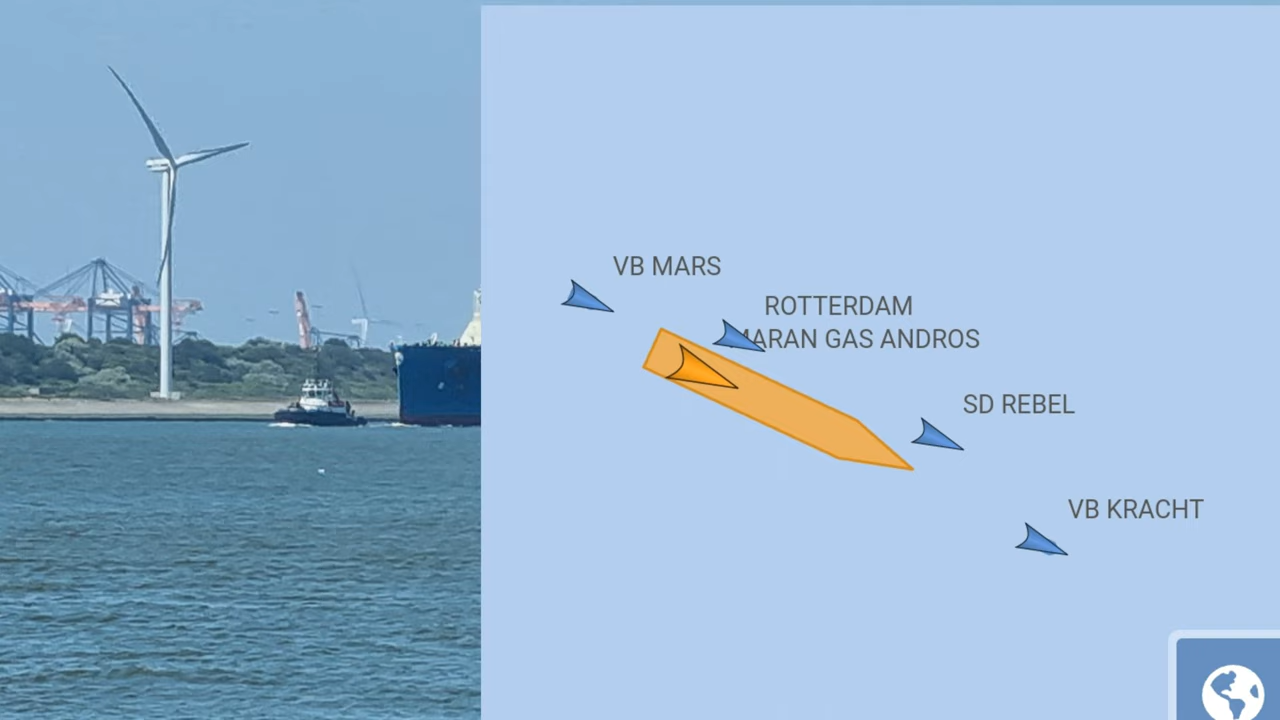 VB MARS
ROTTERDAM
MARAN GAS ANDROS
SD REBEL
VB KRACHT